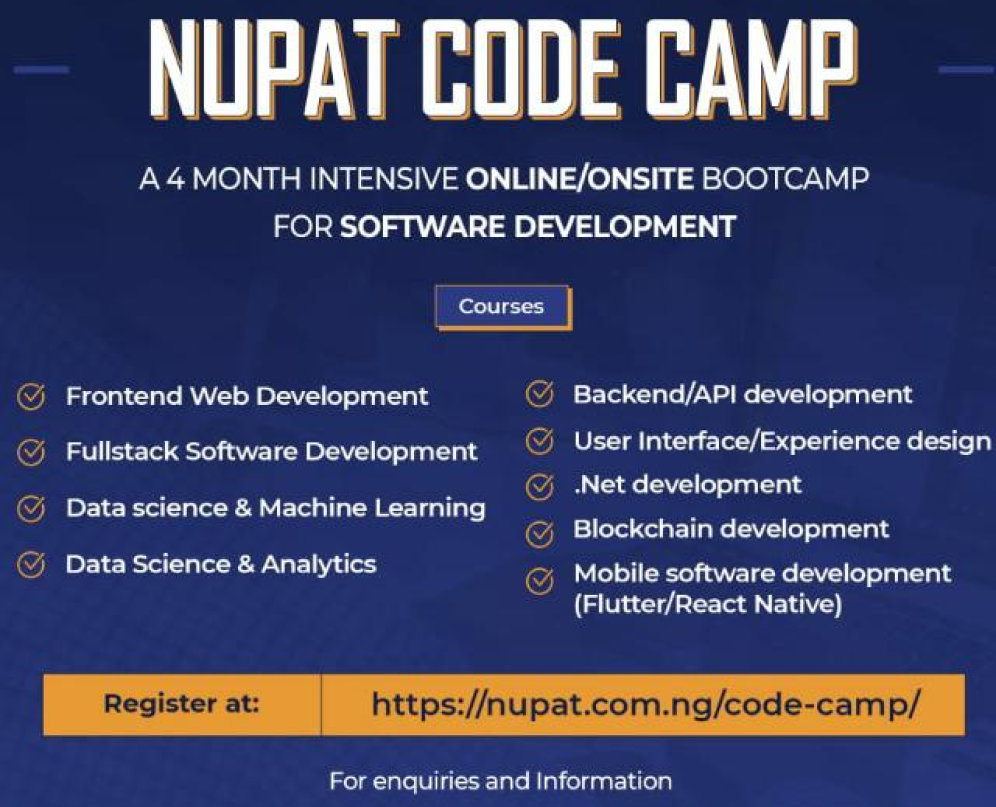 NUPAT CODE CAMP
A 4 MONTH INTENSIVE ONLINE/ONSITE BOOTCAMP
FOR SOFTWARE DEVELOPMENT
Courses
Frontend Web Development
Fullstack Software Development
Data science & Machine Learning
Data Science & Analytics
Backend/API development
User Interface/Experience design
.Net development
Blockchain development
Mobile software development
(Flutter/React Native)
Register at: https://nupat.com.ng/code-camp/
For enquiries and Information